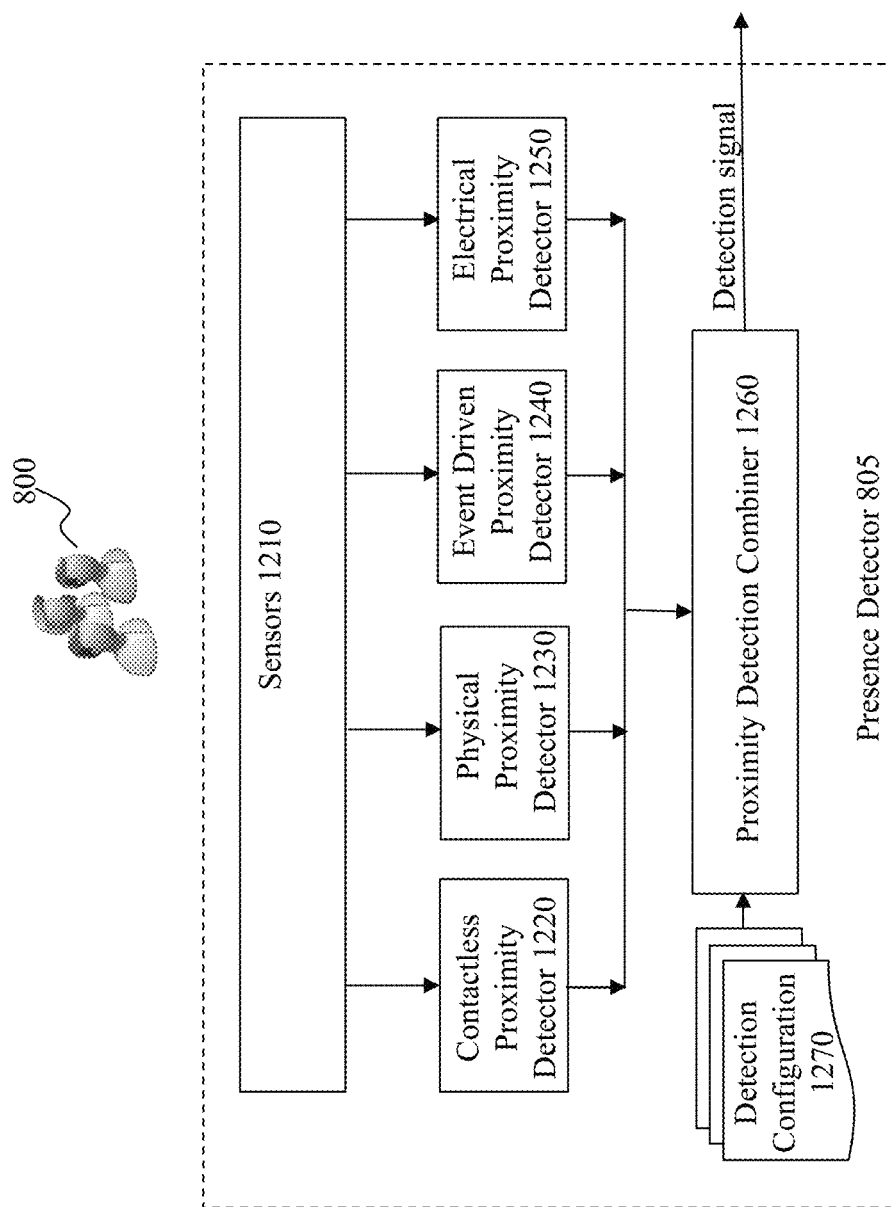 800
Sensors 1210
Contactless
Proximity
Detector 1220
Physical
Proximity
Detector 1230
Event Driven
Proximity
Detector 1240
Electrical
Proximity
Detector 1250
Detection
Configuration
1270
Proximity Detection Combiner 1260
Detection signal
Presence Detector 805